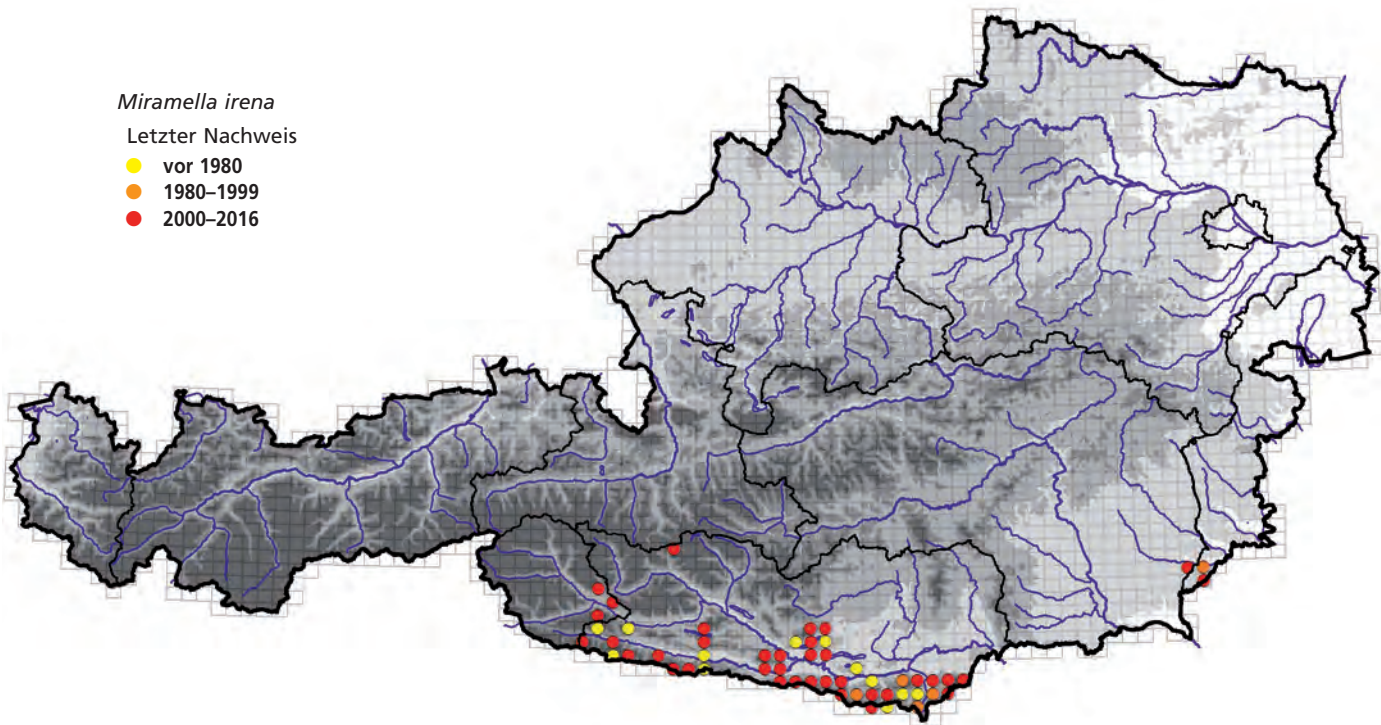 Miramella irena
Letzter Nachweis
vor 1980
1980–1999
2000–2016